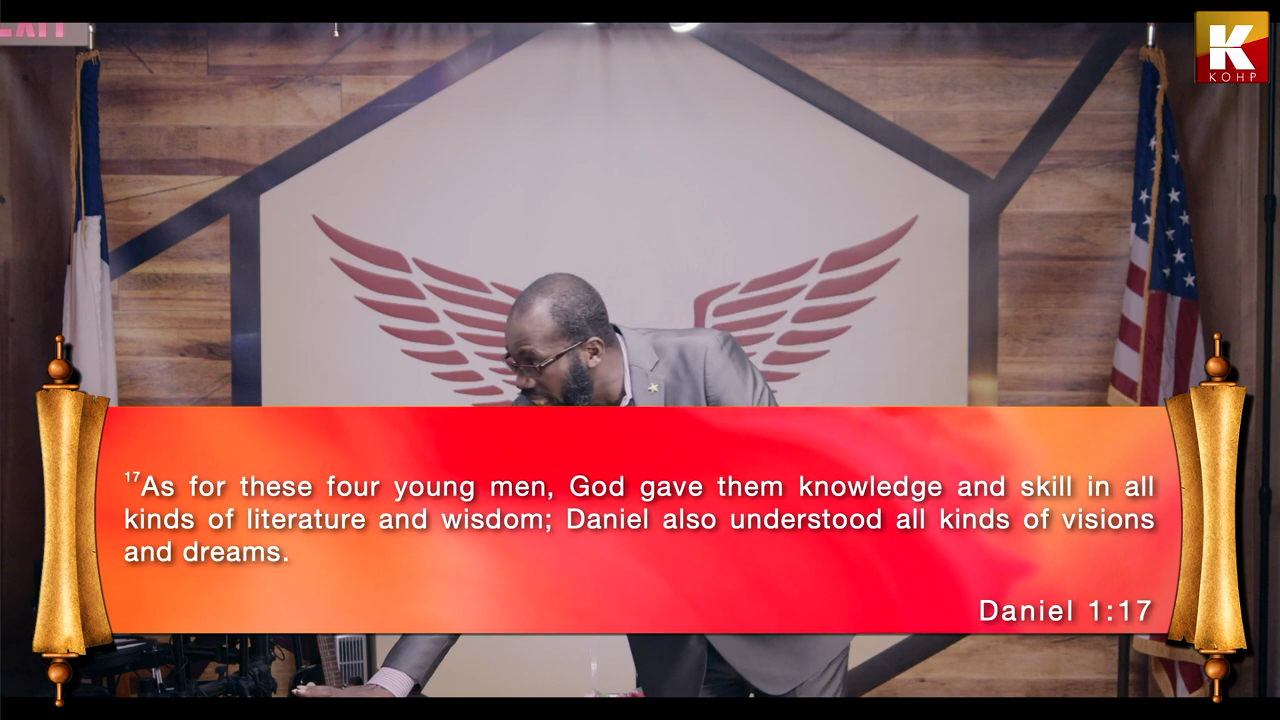 EXIT
K
KOHP
17As for these four young men, God gave them knowledge and skill in all
kinds of literature and wisdom; Daniel also understood all kinds of visions
and dreams.
Daniel 1:17